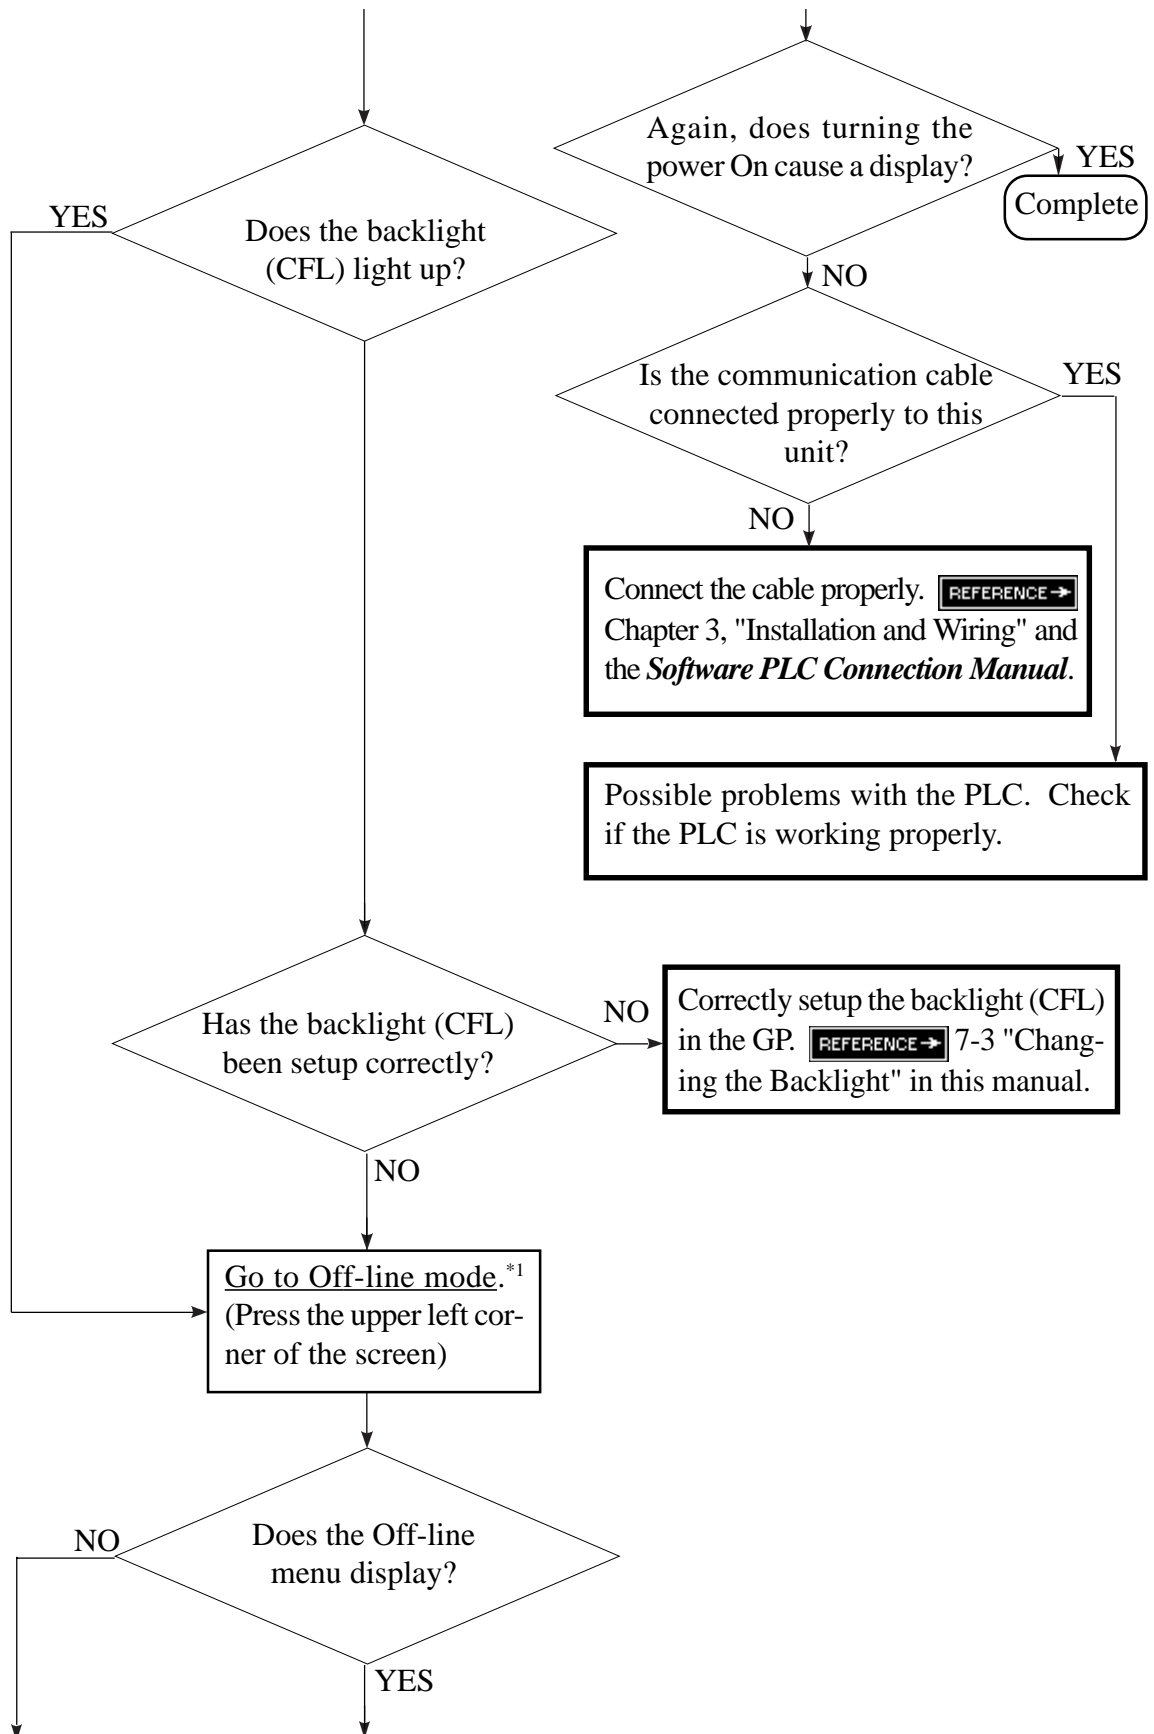 Again, does turning the
power On cause a display?
YES
Complete
YES
Does the backlight
(CFL) light up?
NO
Is the communication cable
connected properly to this
unit?
YES
NO
Connect the cable properly. REFERENCE
Chapter 3, "Installation and Wiring" and
the Software PLC Connection Manual.
Possible problems with the PLC. Check
if the PLC is working properly.
Has the backlight (CFL)
been setup correctly?
NO
Correctly setup the backlight (CFL)
in the GP. REFERENCE 7-3 "Chang-
ing the Backlight" in this manual.
NO
Go to Off-line mode.*1
(Press the upper left cor-
ner of the screen)
NO
Does the Off-line
menu display?
YES